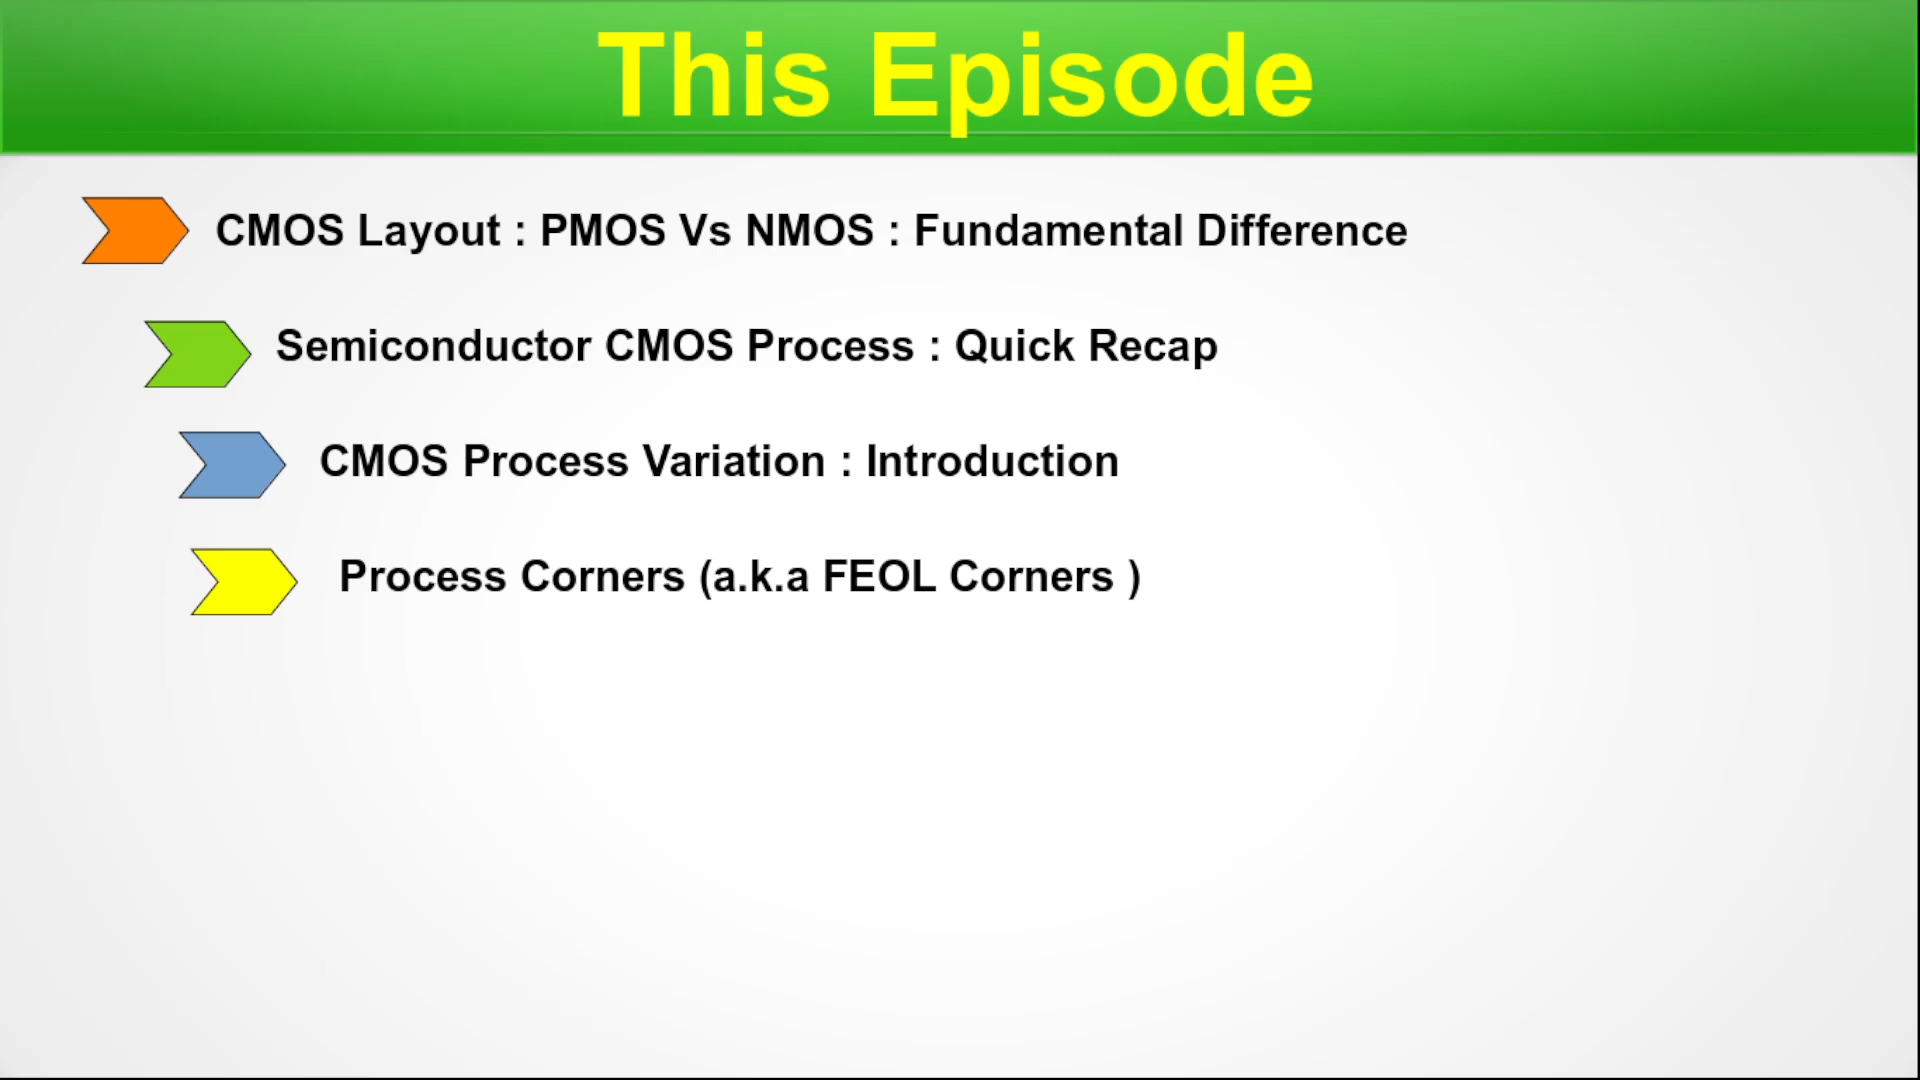 This Episode
CMOS Layout : PMOS Vs NMOS : Fundamental Difference
Semiconductor CMOS Process : Quick Recap
CMOS Process Variation : Introduction
Process Corners (a.k.a FEOL Corners )